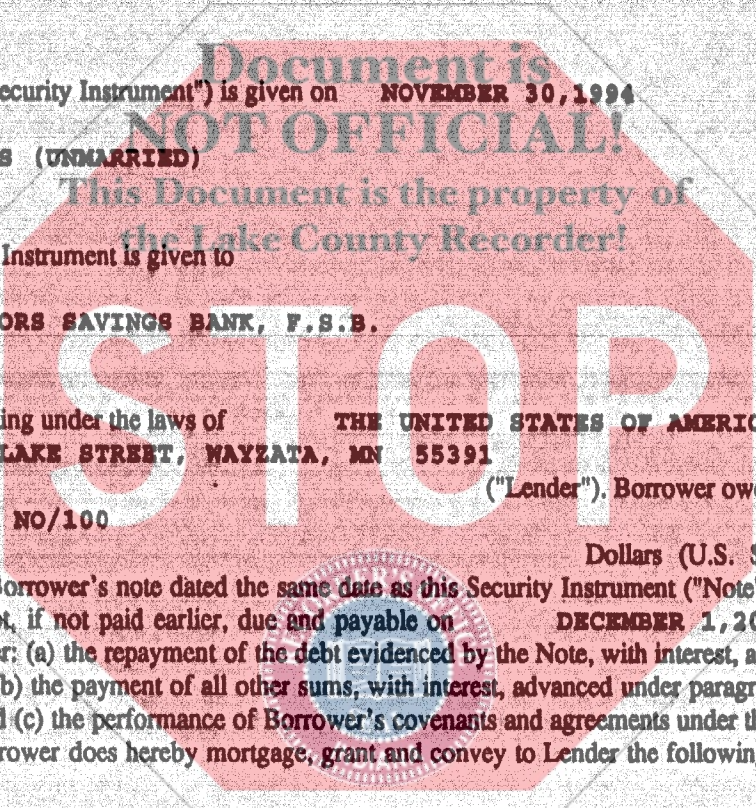 Document is
ecurity Instrument") is given on NOVEMBER 30,1994
NOT OFFICIAL!
S (UNMARRIED)
This Document is the property of
the Lake County Recorder!
Instrument is given to
ORS SAVINGS BANK, F.S.B.
STOP
ing under the laws of THE UNITED STATES OF AMERIC
LAKE STREET, WAYZATA, MN 55391
("Lender"). Borrower ow
NO/100
Dollars (U.S. $
Borrower's note dated the same date as this Security Instrument ("Note"
t, if not paid earlier, due and payable on DECEMBER 1,20
r: (a) the repayment of the debt evidenced by the Note, with interest, a
b) the payment of all other sums, with interest, advanced under paragr
l (c) the performance of Borrower's covenants and agreements under th
rower does hereby mortgage, grant and convey to Lender the followin